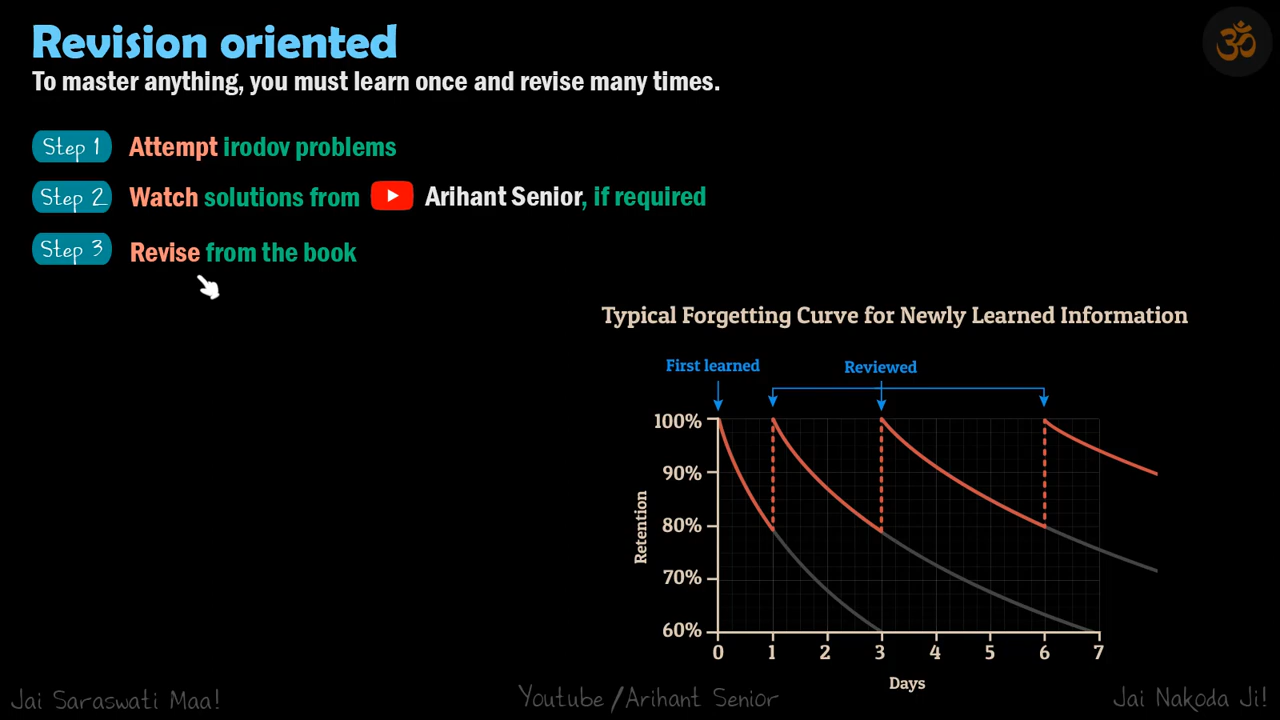 Revision oriented
ॐ
To master anything, you must learn once and revise many times.
Step 1 Attempt irodov problems
Step 2 Watch solutions from Arihant Senior, if required
Step 3 Revise from the book
Typical Forgetting Curve for Newly Learned Information
First learned
Reviewed
100%
90%
80%
70%
60%
Retention
0 1 2 3 4 5 6 7
Days
Jai Saraswati Maa!
Youtube /Arihant Senior
Jai Nakoda Ji!